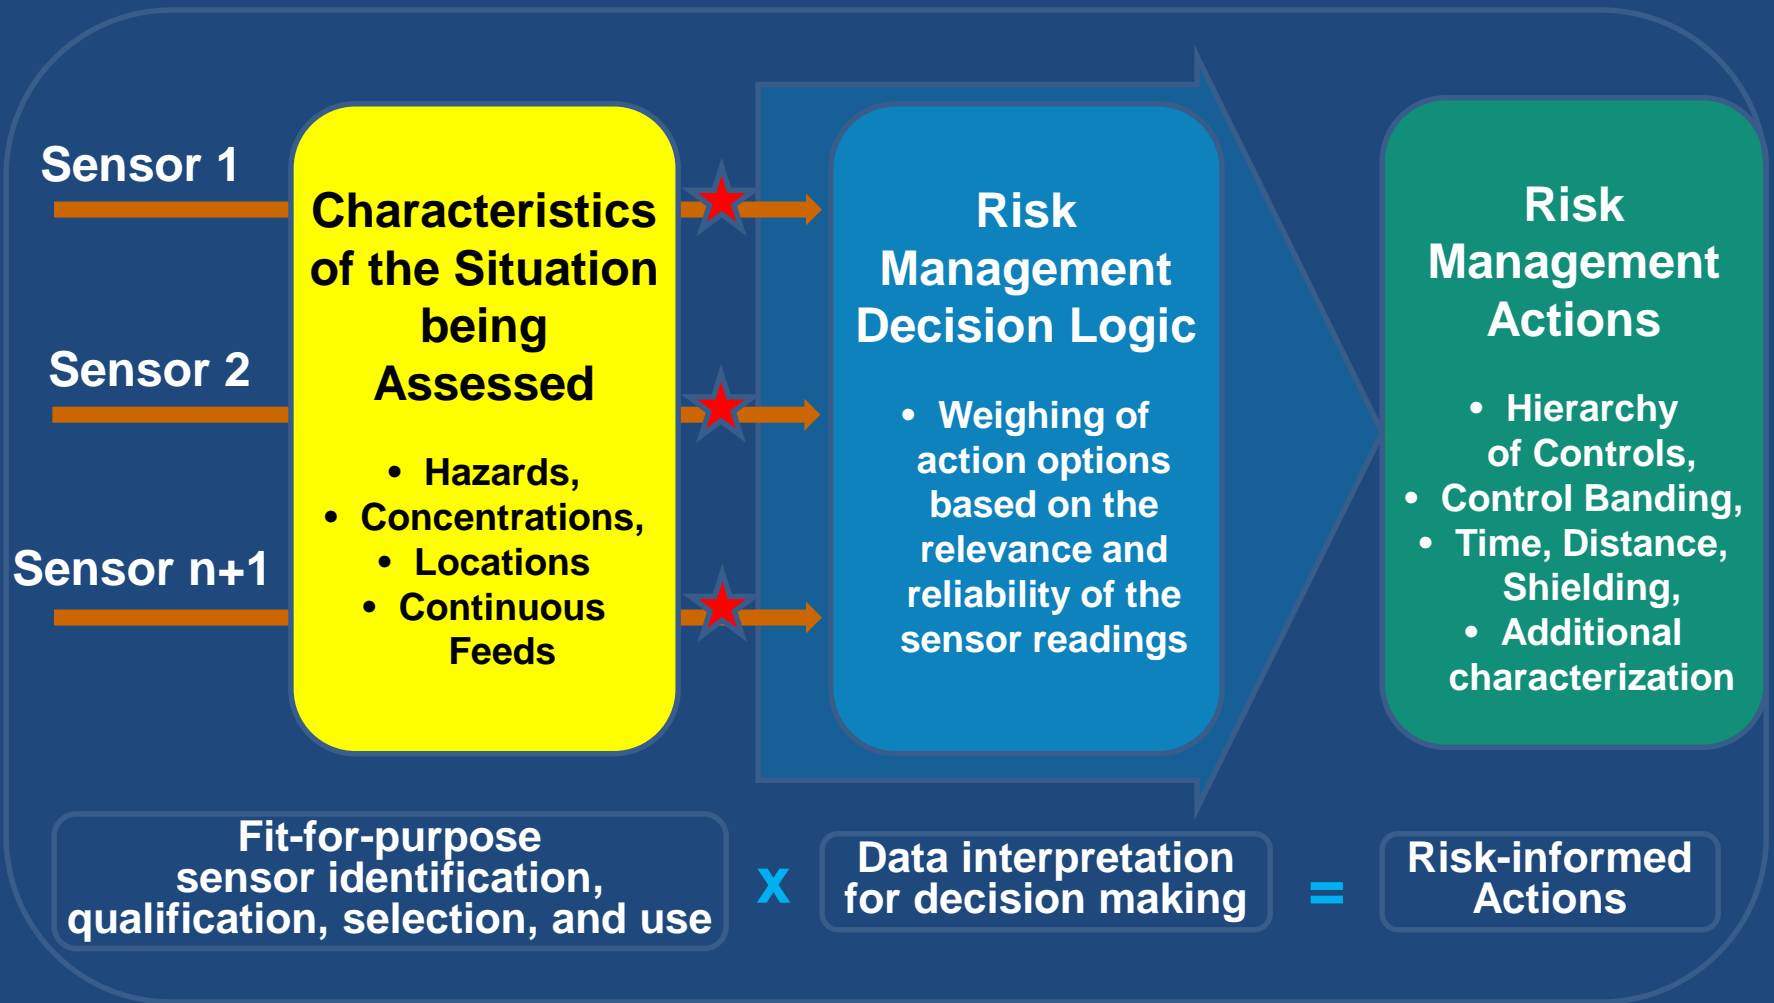 Sensor 1
Sensor 2
Sensor n+1
Characteristics
of the Situation
being
Assessed
• Hazards,
• Concentrations,
• Locations
• Continuous
Feeds
Risk
Management
Decision Logic
• Weighing of
action options
based on the
relevance and
reliability of the
sensor readings
Risk
Management
Actions
• Hierarchy
of Controls,
• Control Banding,
• Time, Distance,
Shielding,
• Additional
characterization
Fit-for-purpose
sensor identification,
qualification, selection, and use
x
Data interpretation
for decision making
=
Risk-informed
Actions